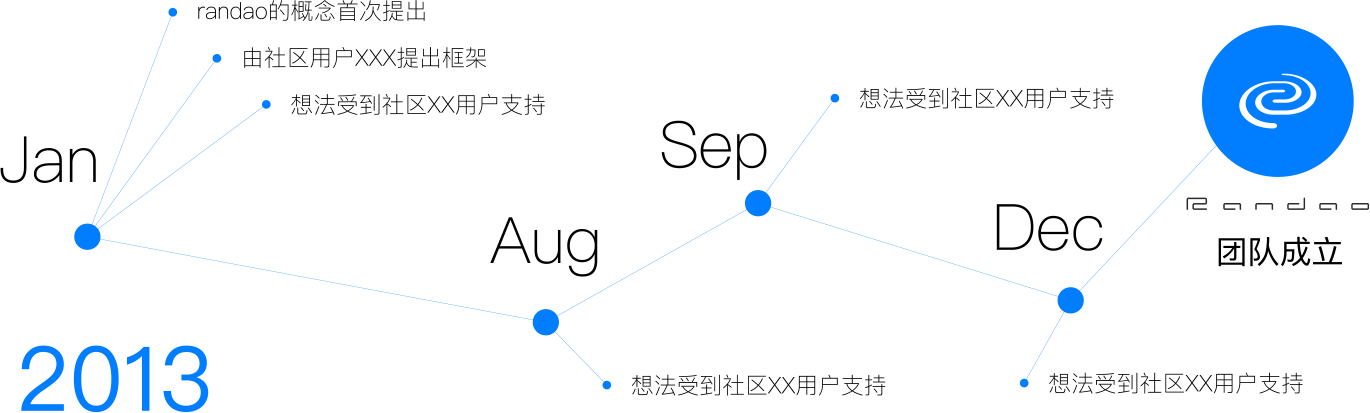 randao的概念首次提出
由社区用户XXX提出框架
想法受到社区XX用户支持
Jan
Aug
想法受到社区XX用户支持
Sep
想法受到社区XX用户支持
Dec
想法受到社区XX用户支持
Randao
团队成立
2013